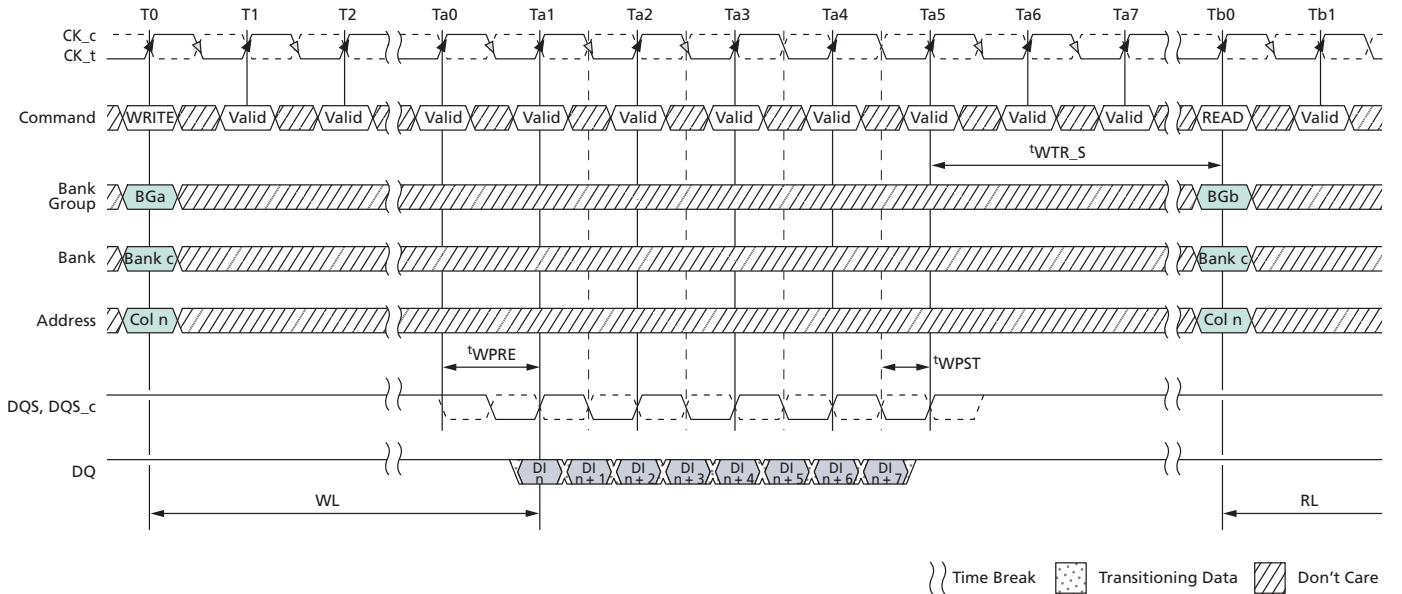 T0 T1 T2 Ta0 Ta1 Ta2 Ta3 Ta4 Ta5 Ta6 Ta7 Tb0 Tb1
CK_c
CK_t
Command WRITE Valid Valid Valid Valid Valid Valid Valid Valid Valid Valid READ Valid
tWTR_S
Bank
Group BGa BGb
Bank Bank c Bank c
Address Col n Col n
tWPRE tWPST
DQS, DQS_c
DQ DI n DI n + 1 DI n + 2 DI n + 3 DI n + 4 DI n + 5 DI n + 6 DI n + 7
WL RL
Time Break Transitioning Data Don't Care